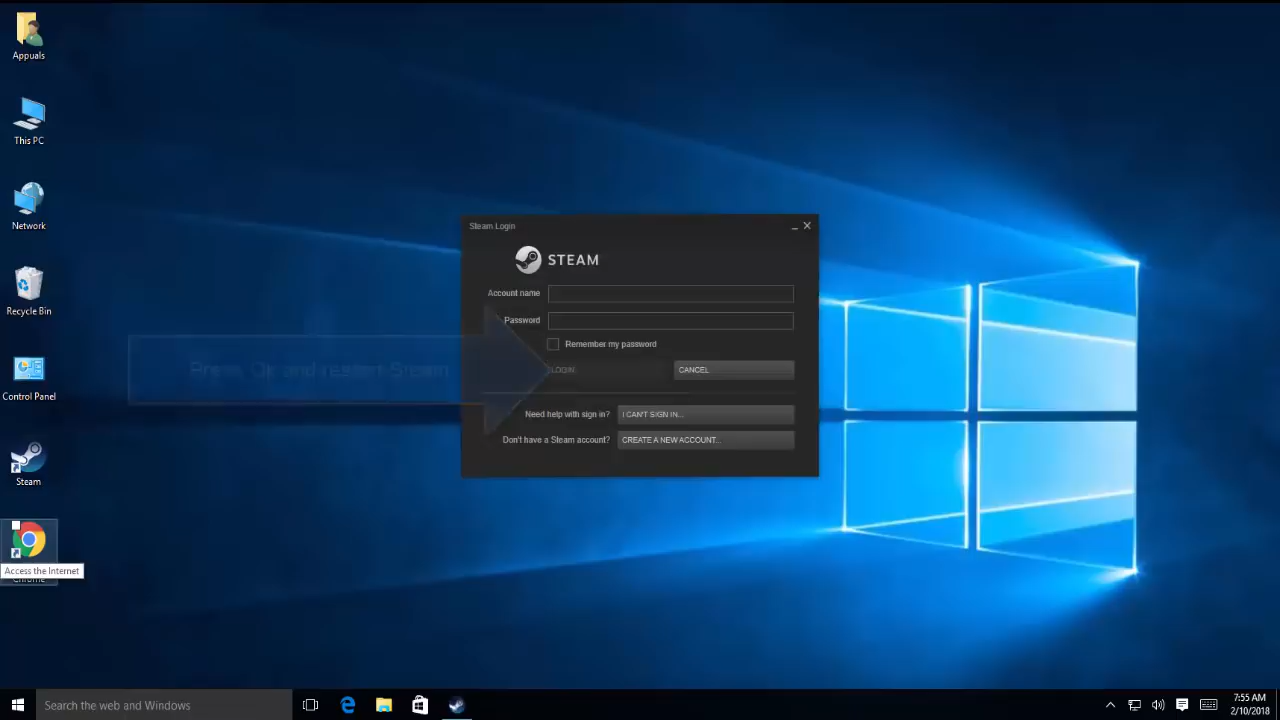 Appuals
This PC
Network
Recycle Bin
Control Panel
Steam
Access the Internet
Chrome
Steam Login
STEAM
Account name
Password
Remember my password
LOGIN
CANCEL
Need help with sign in?
I CAN'T SIGN IN...
Don't have a Steam account?
CREATE A NEW ACCOUNT...
Press Ok and restart Steam
Search the web and Windows
7:55 AM
2/10/2018